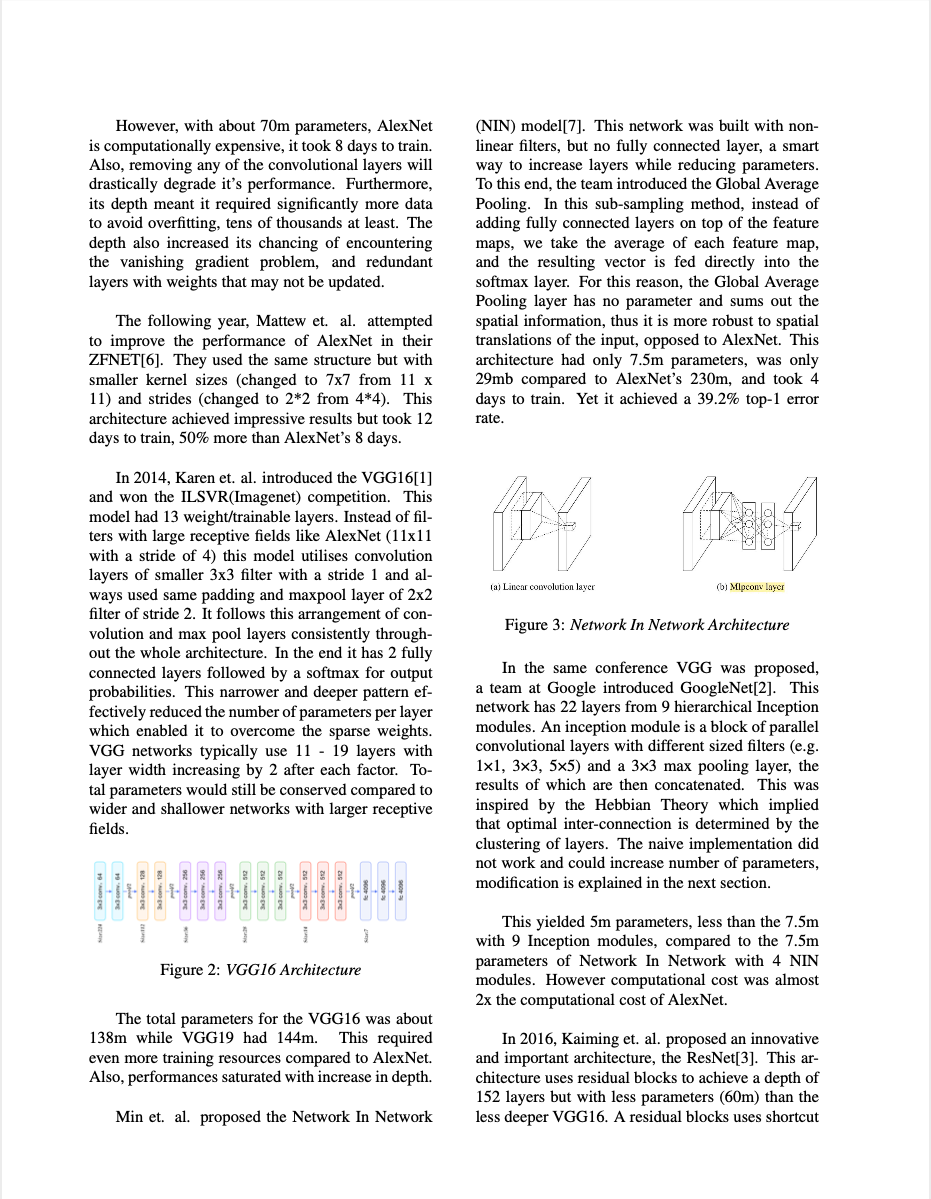 However, with about 70m parameters, AlexNet
is computationally expensive, it took 8 days to train.
Also, removing any of the convolutional layers will
drastically degrade it's performance. Furthermore,
its depth meant it required significantly more data
to avoid overfitting, tens of thousands at least. The
depth also increased its chancing of encountering
the vanishing gradient problem, and redundant
layers with weights that may not be updated.
The following year, Mattew et. al. attempted
to improve the performance of AlexNet in their
ZFNET[6]. They used the same structure but with
smaller kernel sizes (changed to 7x7 from 11 x
11) and strides (changed to 2*2 from 4*4). This
architecture achieved impressive results but took 12
days to train, 50% more than AlexNet's 8 days.
In 2014, Karen et. al. introduced the VGG16[1]
and won the ILSVR(Imagenet) competition. This
model had 13 weight/trainable layers. Instead of fil-
ters with large receptive fields like AlexNet (11x11
with a stride of 4) this model utilises convolution
layers of smaller 3x3 filter with a stride 1 and al-
ways used same padding and maxpool layer of 2x2
filter of stride 2. It follows this arrangement of con-
volution and max pool layers consistently through-
out the whole architecture. In the end it has 2 fully
connected layers followed by a softmax for output
probabilities. This narrower and deeper pattern ef-
fectively reduced the number of parameters per layer
which enabled it to overcome the sparse weights.
VGG networks typically use 11 - 19 layers with
layer width increasing by 2 after each factor. To-
tal parameters would still be conserved compared to
wider and shallower networks with larger receptive
fields.
Size:224
3x3 conv, 64
3x3 conv, 64
pool/2
Size:112
3x3 conv, 128
3x3 conv, 128
pool/2
Size:56
3x3 conv, 256
3x3 conv, 256
3x3 conv, 256
pool/2
Size:28
3x3 conv, 512
3x3 conv, 512
3x3 conv, 512
pool/2
Size:14
3x3 conv, 512
3x3 conv, 512
3x3 conv, 512
pool/2
Size:7
fc 4096
fc 4096
fc 4096
Figure 2: VGG16 Architecture
The total parameters for the VGG16 was about
138m while VGG19 had 144m. This required
even more training resources compared to AlexNet.
Also, performances saturated with increase in depth.
Min et. al. proposed the Network In Network
(NIN) model[7]. This network was built with non-
linear filters, but no fully connected layer, a smart
way to increase layers while reducing parameters.
To this end, the team introduced the Global Average
Pooling. In this sub-sampling method, instead of
adding fully connected layers on top of the feature
maps, we take the average of each feature map,
and the resulting vector is fed directly into the
softmax layer. For this reason, the Global Average
Pooling layer has no parameter and sums out the
spatial information, thus it is more robust to spatial
translations of the input, opposed to AlexNet. This
architecture had only 7.5m parameters, was only
29mb compared to AlexNet's 230m, and took 4
days to train. Yet it achieved a 39.2% top-1 error
rate.
(a) Linear convolution layer
(b) Mlpconv layer
Figure 3: Network In Network Architecture
In the same conference VGG was proposed,
a team at Google introduced GoogleNet[2]. This
network has 22 layers from 9 hierarchical Inception
modules. An inception module is a block of parallel
convolutional layers with different sized filters (e.g.
1×1, 3×3, 5×5) and a 3×3 max pooling layer, the
results of which are then concatenated. This was
inspired by the Hebbian Theory which implied
that optimal inter-connection is determined by the
clustering of layers. The naive implementation did
not work and could increase number of parameters,
modification is explained in the next section.
This yielded 5m parameters, less than the 7.5m
with 9 Inception modules, compared to the 7.5m
parameters of Network In Network with 4 NIN
modules. However computational cost was almost
2x the computational cost of AlexNet.
In 2016, Kaiming et. al. proposed an innovative
and important architecture, the ResNet[3]. This ar-
chitecture uses residual blocks to achieve a depth of
152 layers but with less parameters (60m) than the
less deeper VGG16. A residual blocks uses shortcut